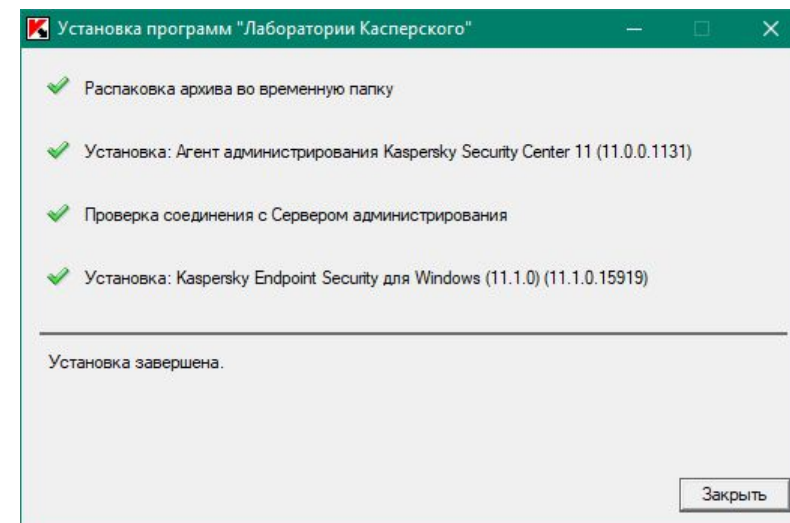 Установка программ "Лаборатории Касперского"
Распаковка архива во временную папку
Установка: Агент администрирования Kaspersky Security Center 11 (11.0.0.1131)
Проверка соединения с Сервером администрирования
Установка: Kaspersky Endpoint Security для Windows (11.1.0) (11.1.0.15919)
Установка завершена.
Закрыть